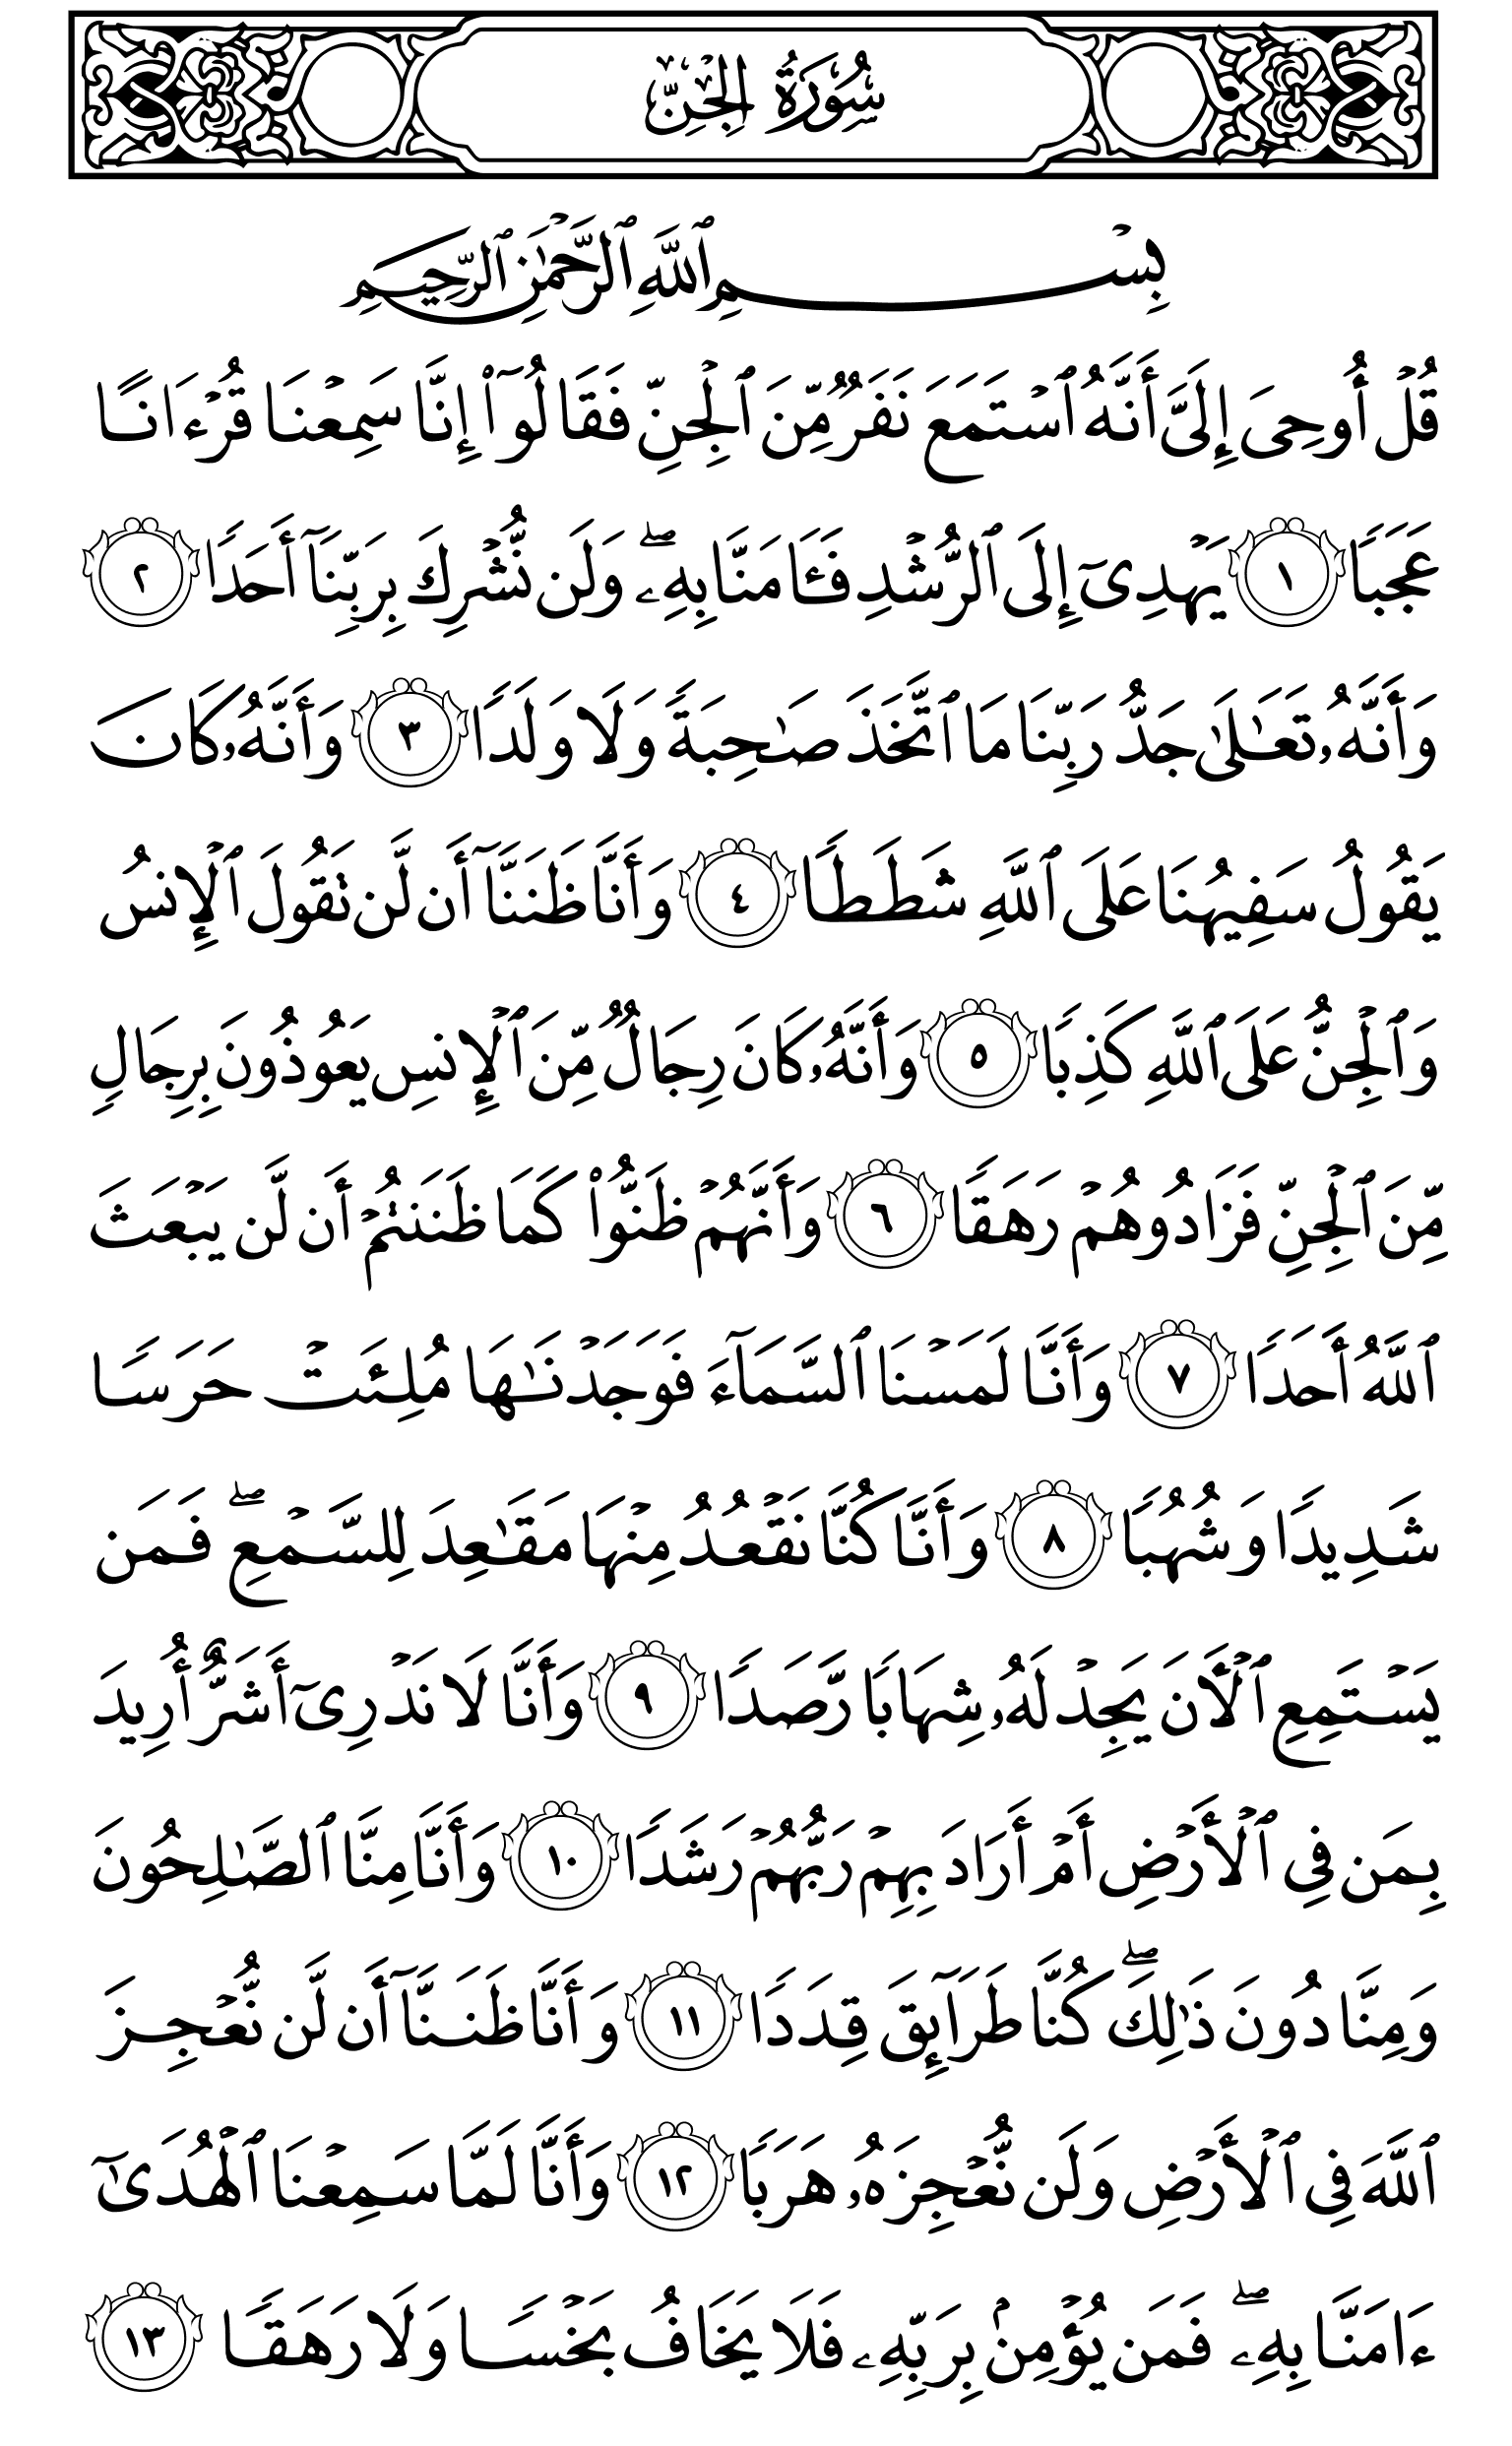 سُورَةُ الجِنِّ
بِسۡمِ ٱللَّهِ ٱلرَّحۡمَٰنِ ٱلرَّحِيمِ
قُلۡ أُوحِىَ إِلَىَّ أَنَّهُ ٱسۡتَمَعَ نَفَرٌ مِّنَ ٱلۡجِنِّ فَقَالُوٓاْ إِنَّا سَمِعۡنَا قُرۡءَانًا
عَجَبًا ١ يَهۡدِىٓ إِلَى ٱلرُّشۡدِ فَـَٔامَنَّا بِهِۦۖ وَلَن نُّشۡرِكَ بِرَبِّنَآ أَحَدًا ٢
وَأَنَّهُۥ تَعَٰلَىٰ جَدُّ رَبِّنَا مَا ٱتَّخَذَ صَٰحِبَةً وَلَا وَلَدًا ٣ وَأَنَّهُۥ كَانَ
يَقُولُ سَفِيهُنَا عَلَى ٱللَّهِ شَطَطًا ٤ وَأَنَّا ظَنَنَّآ أَن لَّن تَقُولَ ٱلۡإِنسُ
وَٱلۡجِنُّ عَلَى ٱللَّهِ كَذِبًا ٥ وَأَنَّهُۥ كَانَ رِجَالٌ مِّنَ ٱلۡإِنسِ يَعُوذُونَ بِرِجَالٍ
مِّنَ ٱلۡجِنِّ فَزَادُوهُمۡ رَهَقًا ٦ وَأَنَّهُمۡ ظَنُّواْ كَمَا ظَنَنتُمۡ أَن لَّن يَبۡعَثَ
ٱللَّهُ أَحَدًا ٧ وَأَنَّا لَمَسۡنَا ٱلسَّمَآءَ فَوَجَدۡنَٰهَا مُلِئَتۡ حَرَسًا
شَدِيدًا وَشُهُبًا ٨ وَأَنَّا كُنَّا نَقۡعُدُ مِنۡهَا مَقَٰعِدَ لِلسَّمۡعِۖ فَمَن
يَسۡتَمِعِ ٱلۡأٓنَ يَجِدۡ لَهُۥ شِهَابًا رَّصَدًا ٩ وَأَنَّا لَا نَدۡرِىٓ أَشَرٌّ أُرِيدَ
بِمَن فِى ٱلۡأَرۡضِ أَمۡ أَرَادَ بِهِمۡ رَبُّهُمۡ رَشَدًا ١٠ وَأَنَّا مِنَّا ٱلصَّٰلِحُونَ
وَمِنَّا دُونَ ذَٰلِكَۖ كُنَّا طَرَآئِقَ قِدَدًا ١١ وَأَنَّا ظَنَنَّآ أَن لَّن نُّعۡجِزَ
ٱللَّهَ فِى ٱلۡأَرۡضِ وَلَن نُّعۡجِزَهُۥ هَرَبًا ١٢ وَأَنَّا لَمَّا سَمِعۡنَا ٱلۡهُدَىٰٓ
ءَامَنَّا بِهِۦۖ فَمَن يُؤۡمِنۢ بِرَبِّهِۦ فَلَا يَخَافُ بَخۡسًا وَلَا رَهَقًا ١٣